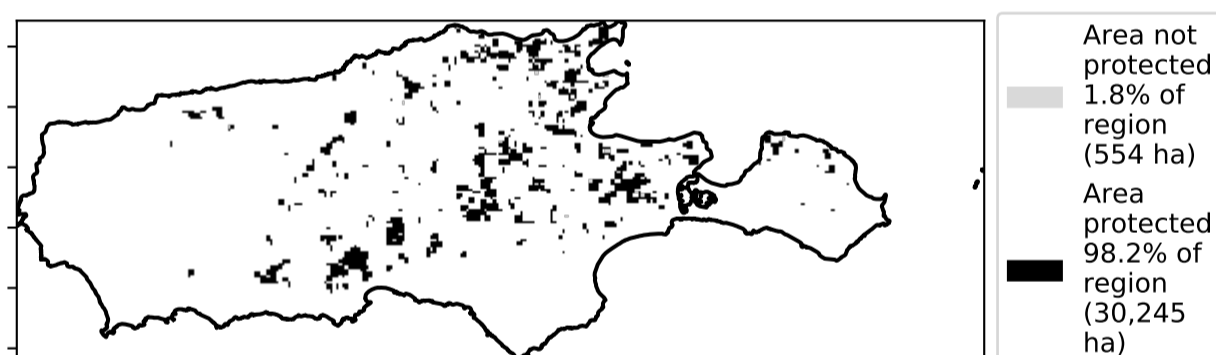 Area not
protected
1.8% of
region
(554 ha)
Area
protected
98.2% of
region
(30,245
ha)